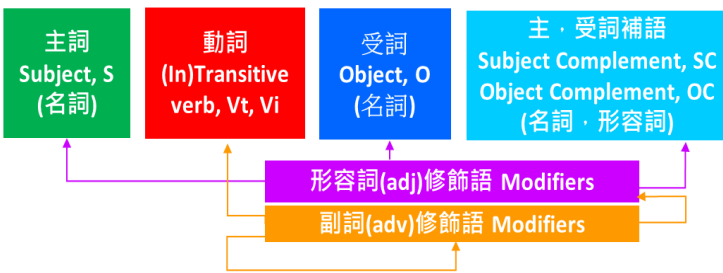 主詞
Subject, S
(名詞)
動詞
(In)Transitive
verb, Vt, Vi
受詞
Object, O
(名詞)
主，受詞補語
Subject Complement, SC
Object Complement, OC
(名詞，形容詞)
形容詞(adj)修飾語 Modifiers
副詞(adv)修飾語 Modifiers